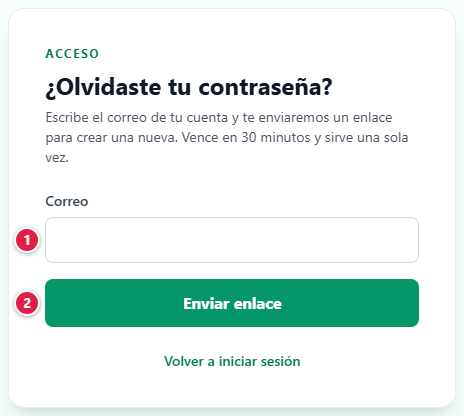 ACCESO
¿Olvidaste tu contraseña?
Escribe el correo de tu cuenta y te enviaremos un enlace
para crear una nueva. Vence en 30 minutos y sirve una sola
vez.
Correo
1
2 Enviar enlace
Volver a iniciar sesión